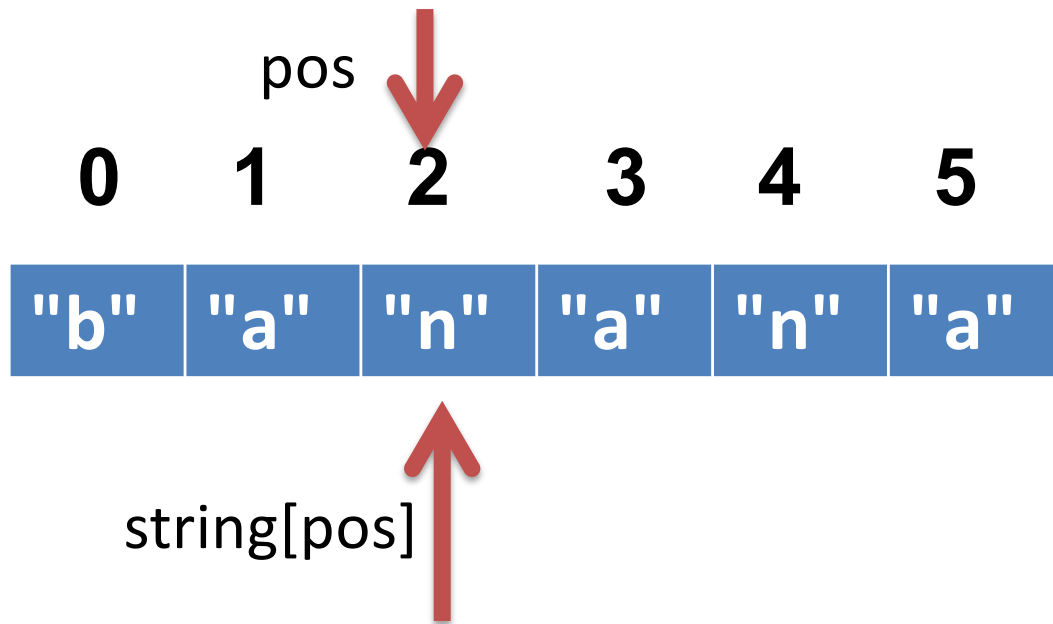 pos
0 1 2 3 4 5
"b" "a" "n" "a" "n" "a"
string[pos]